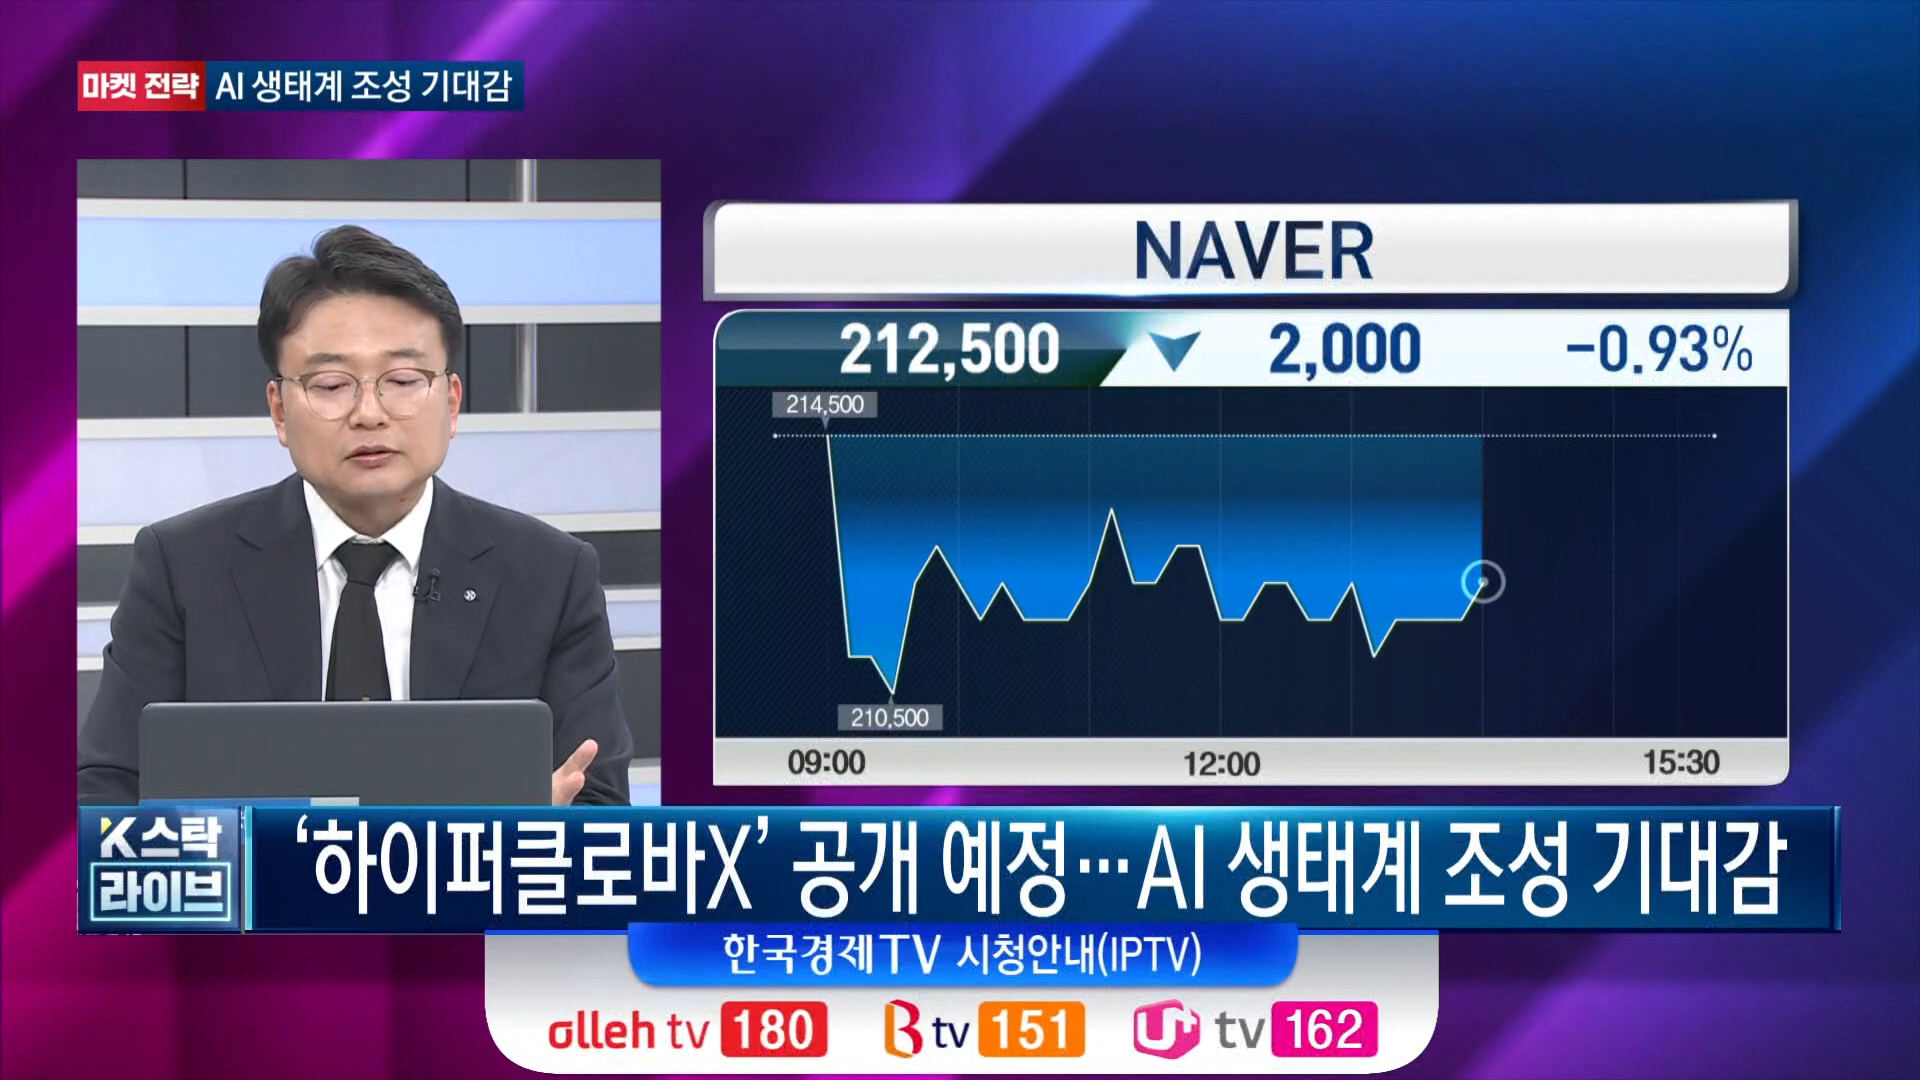 마켓 전략 AI 생태계 조성 기대감
NAVER
212,500 ▼ 2,000 -0.93%
214,500
210,500
09:00 12:00 15:30
K스탁
라이브
‘하이퍼클로바X’ 공개 예정…AI 생태계 조성 기대감
한국경제TV 시청안내(IPTV)
olleh tv 180 B tv 151 U+ tv 162